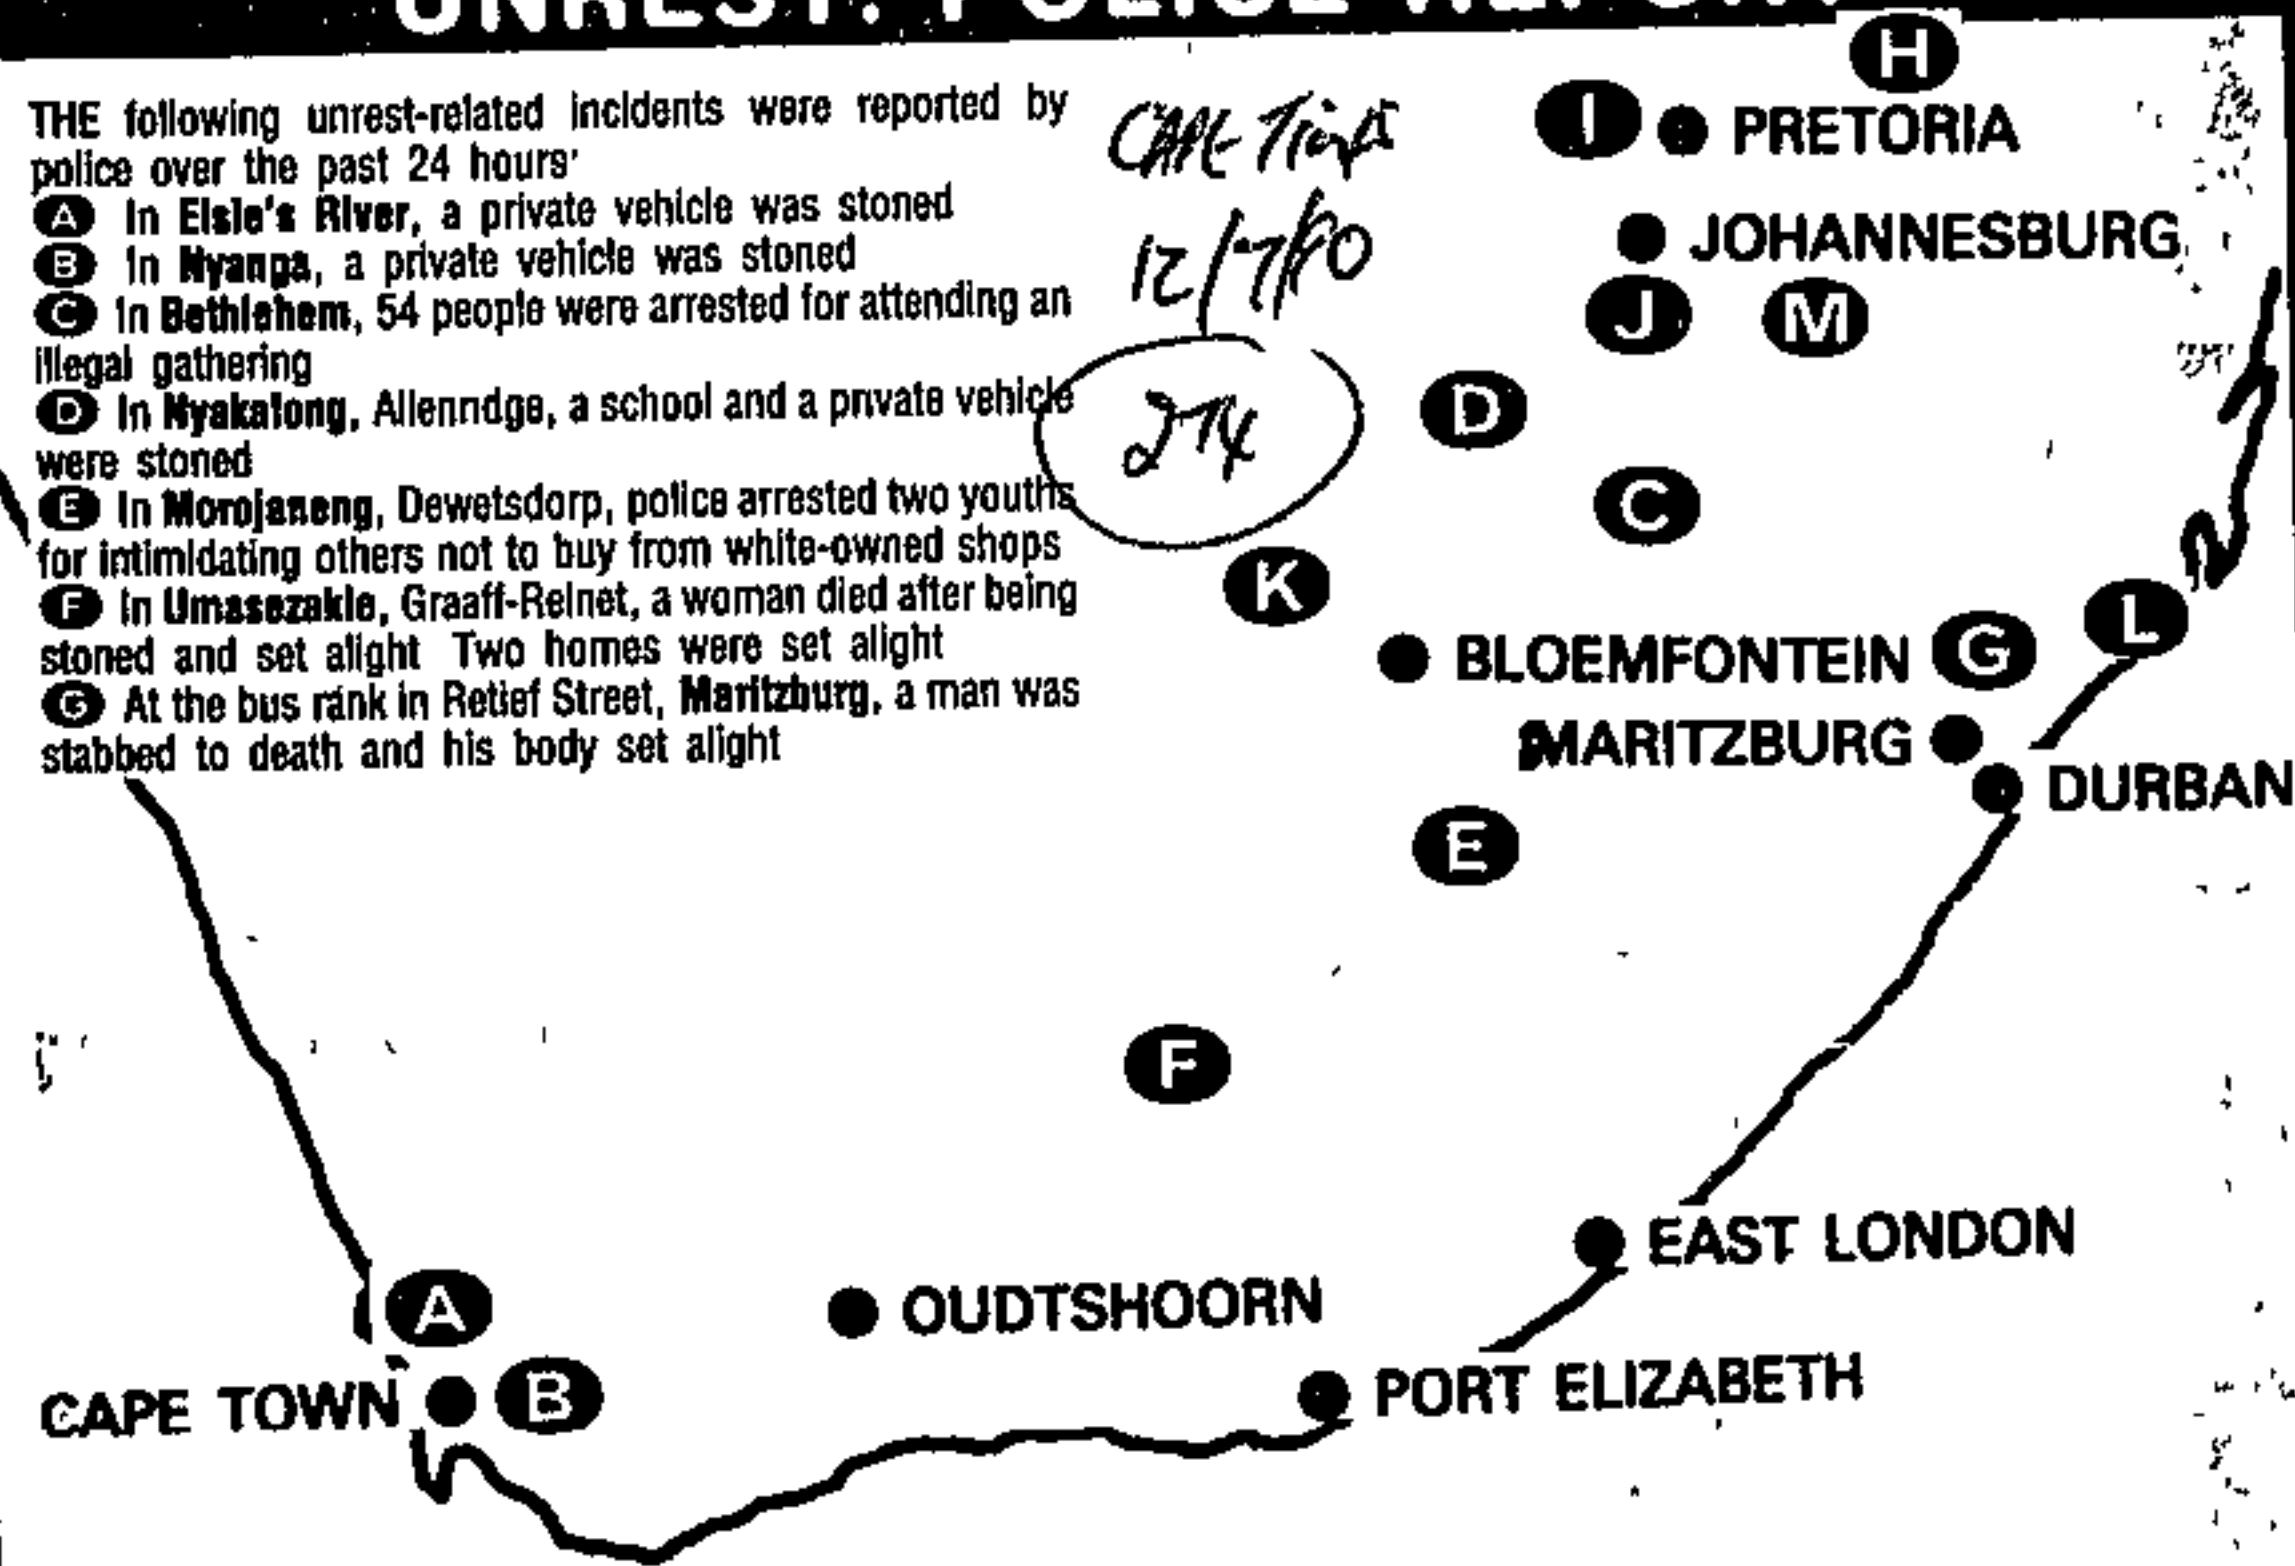 UNREST: POLICE REPORT
THE following unrest-related incidents were reported by
police over the past 24 hours'
A In Elsie's River, a private vehicle was stoned
B In Nyanga, a private vehicle was stoned
C In Bethlehem, 54 people were arrested for attending an
illegal gathering
D In Nyakalong, Allenndge, a school and a private vehicle
were stoned
E In Morojaneng, Dewetsdorp, police arrested two youths
for intimidating others not to buy from white-owned shops
F In Umasezakle, Graaff-Reinet, a woman died after being
stoned and set alight Two homes were set alight
G At the bus rank in Retief Street, Maritzburg, a man was
stabbed to death and his body set alight
CAPE Times
274
H
I PRETORIA
JOHANNESBURG
J M
D
C
K
L
BLOEMFONTEIN G
MARITZBURG
DURBAN
E
F
EAST LONDON
A
OUDTSHOORN
CAPE TOWN B
PORT ELIZABETH